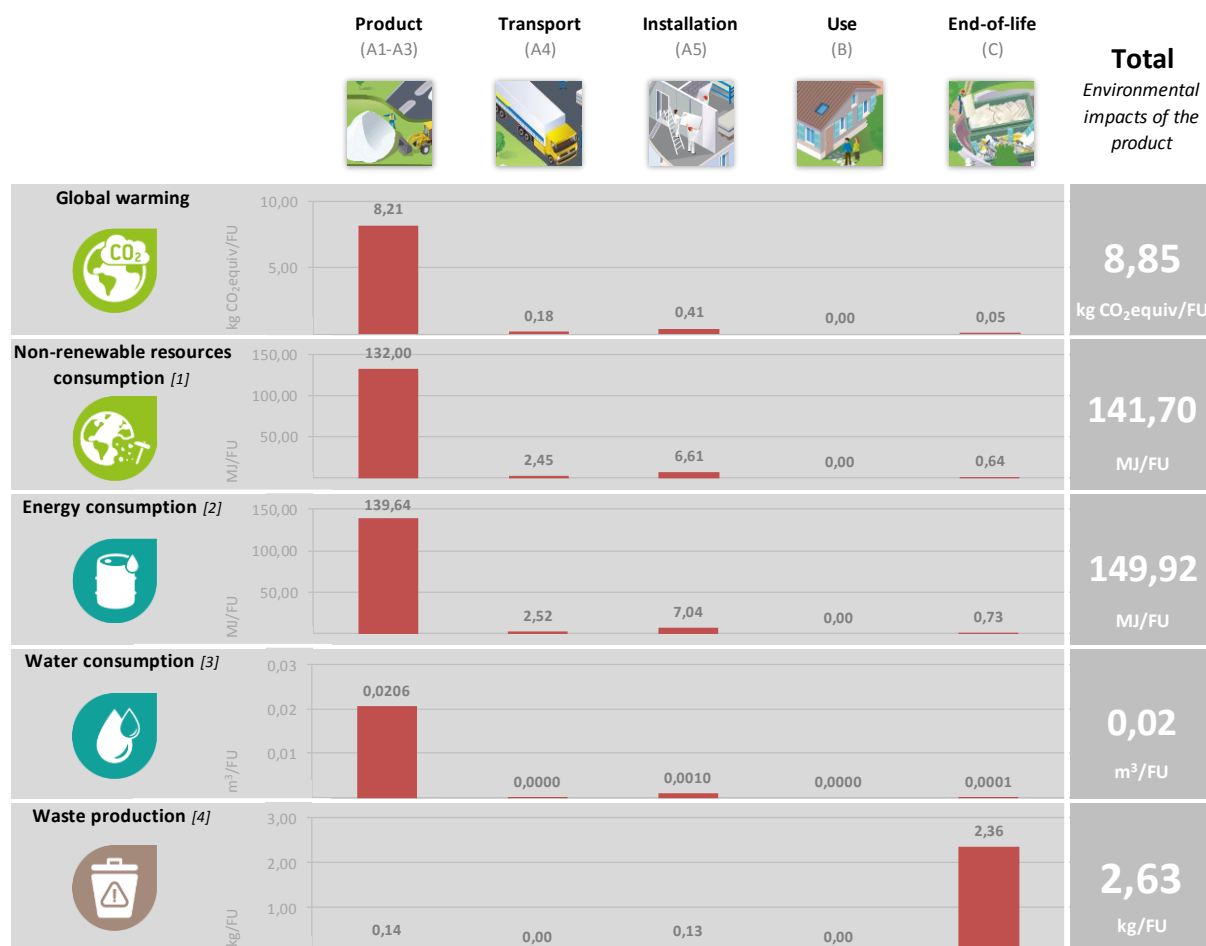 Product
(A1-A3)
Transport
(A4)
Installation
(A5)
Use
(B)
End-of-life
(C)
Total
Environmental
impacts of the
product
Global warming
CO₂
kg CO₂equiv/FU
10,00
5,00
8,21
0,18
0,41
0,00
0,05
8,85
kg CO₂equiv/FU
Non-renewable resources
consumption [1]
MJ/FU
150,00
100,00
50,00
132,00
2,45
6,61
0,00
0,64
141,70
MJ/FU
Energy consumption [2]
MJ/FU
150,00
100,00
50,00
139,64
2,52
7,04
0,00
0,73
149,92
MJ/FU
Water consumption [3]
m³/FU
0,03
0,02
0,01
0,0206
0,0000
0,0010
0,0000
0,0001
0,02
m³/FU
Waste production [4]
kg/FU
3,00
2,00
1,00
0,14
0,00
0,13
0,00
2,36
2,63
kg/FU